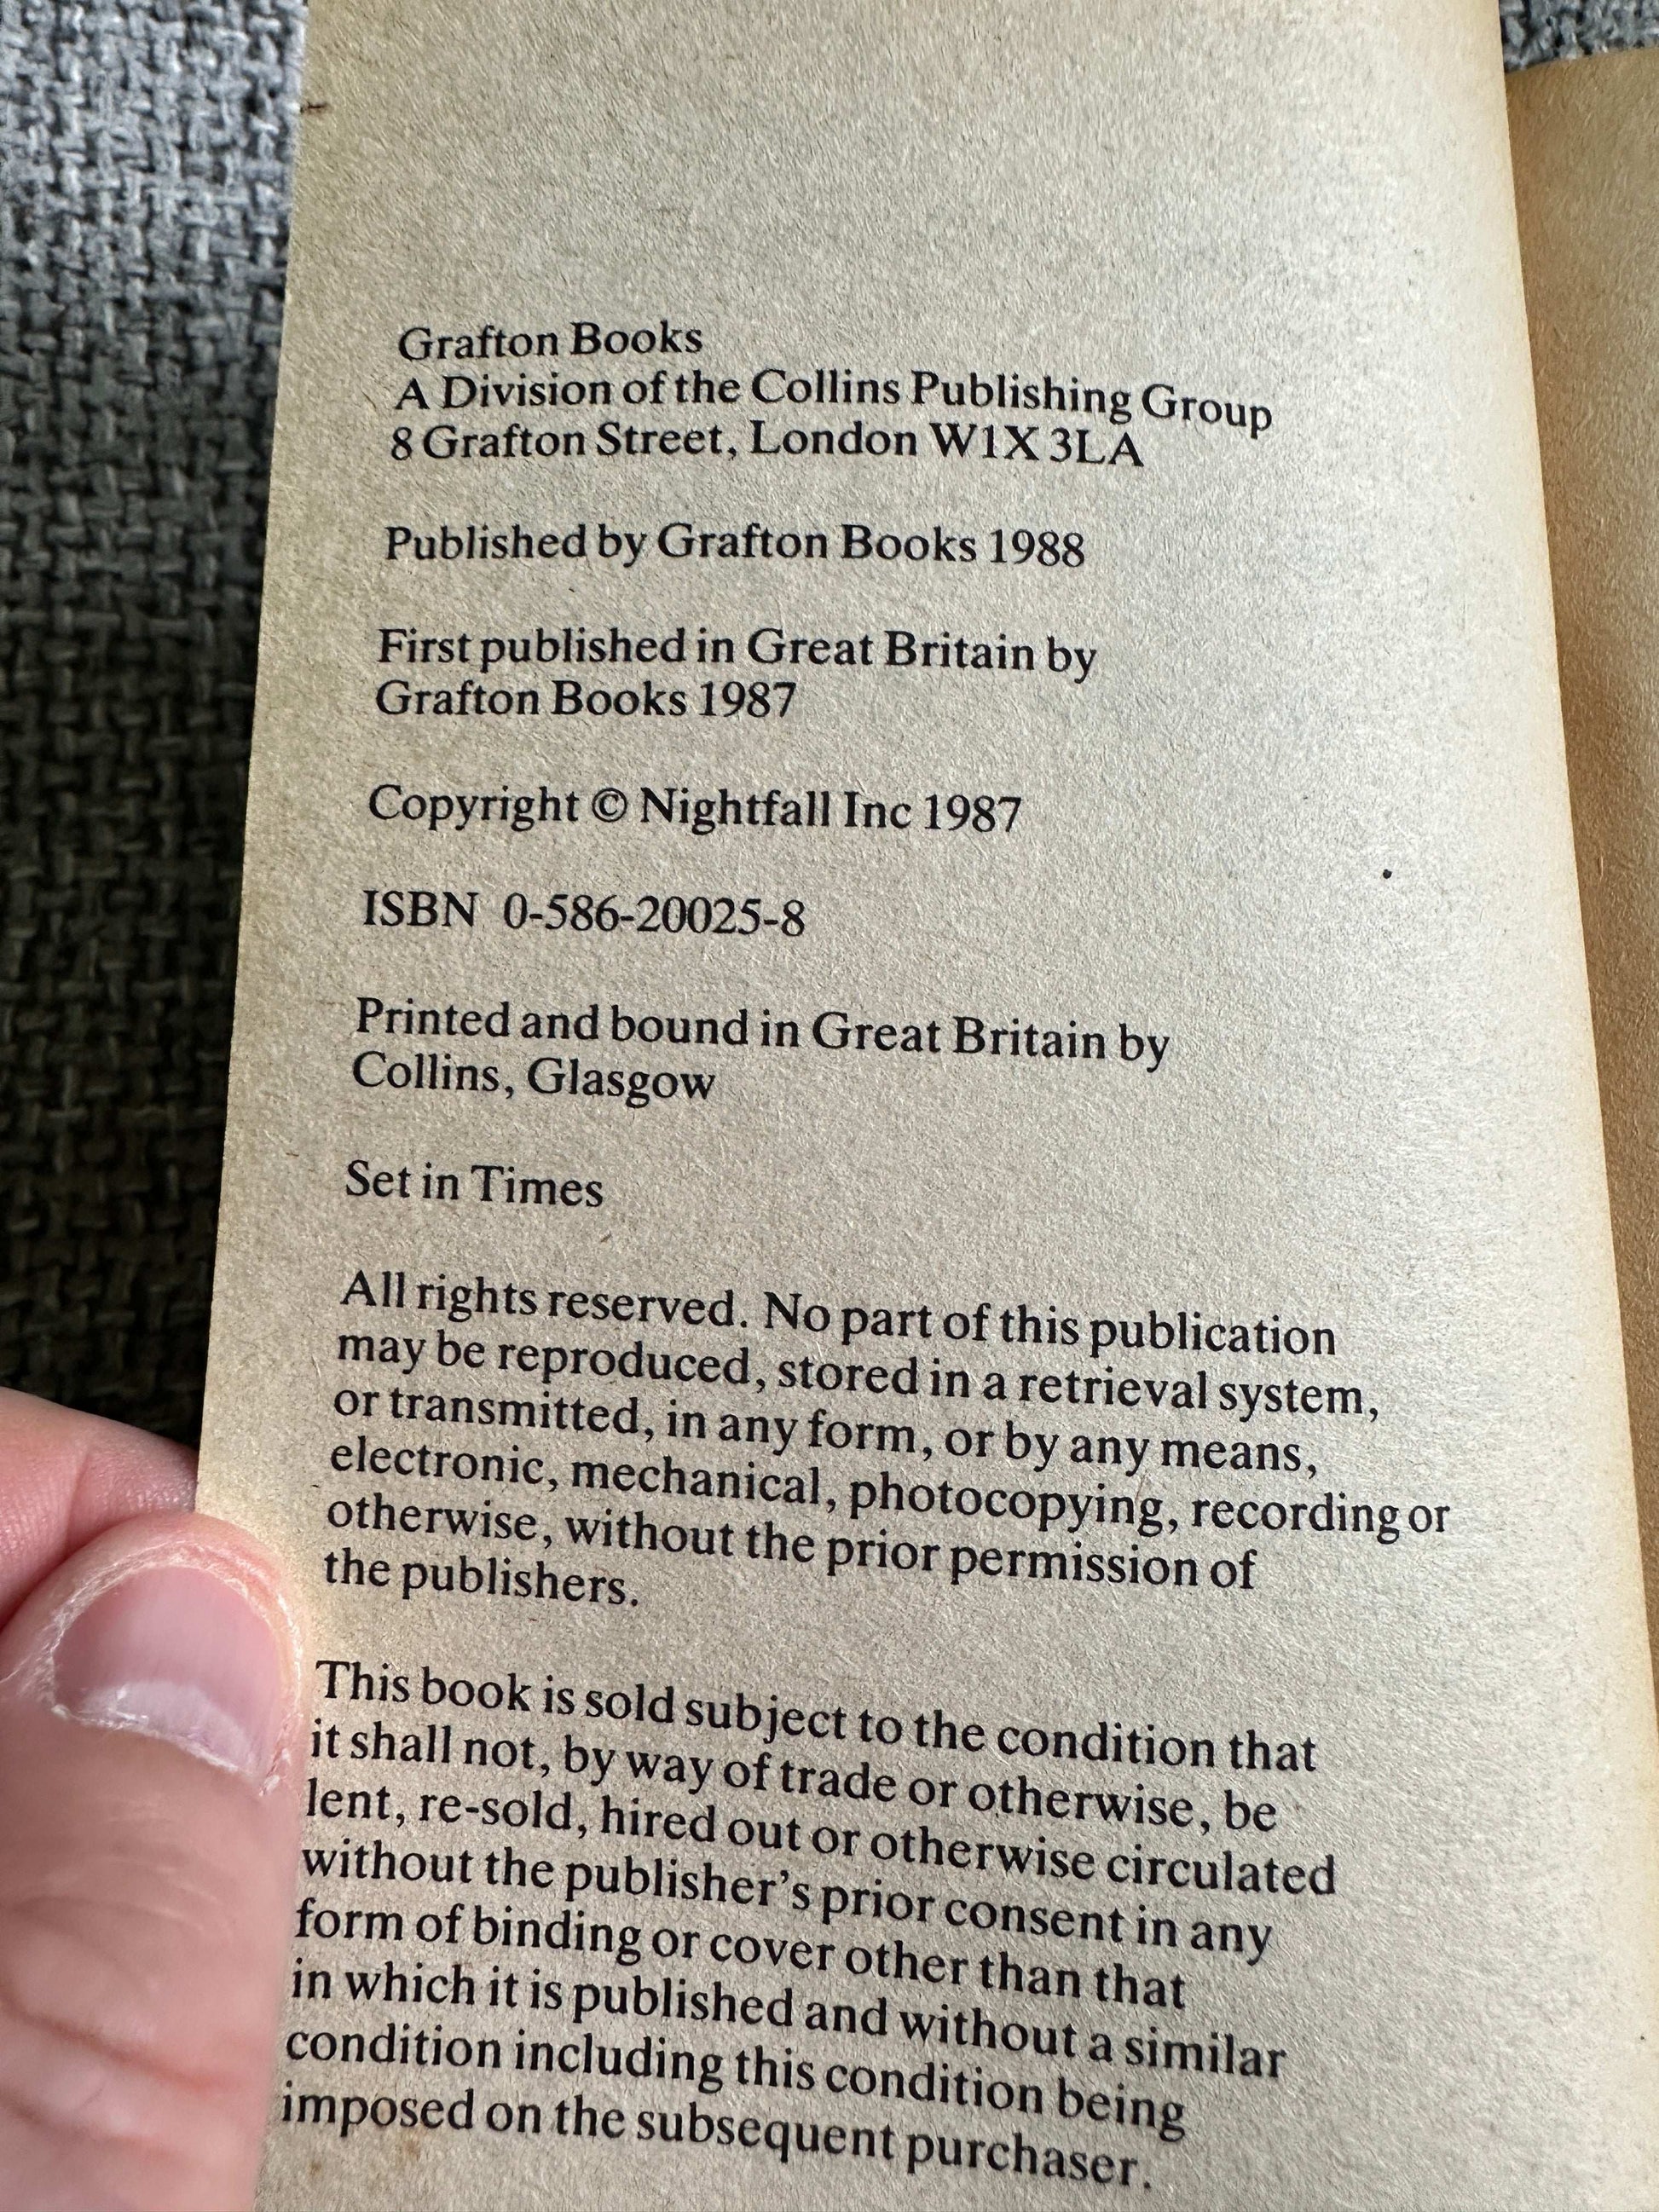 Grafton Books
A Division of the Collins Publishing Group
8 Grafton Street, London W1X 3LA
Published by Grafton Books 1988
First published in Great Britain by
Grafton Books 1987
Copyright © Nightfall Inc 1987
ISBN 0-586-20025-8
Printed and bound in Great Britain by
Collins, Glasgow
Set in Times
All rights reserved. No part of this publication
may be reproduced, stored in a retrieval system,
or transmitted, in any form, or by any means,
electronic, mechanical, photocopying, recording or
otherwise, without the prior permission of
the publishers.
This book is sold subject to the condition that
it shall not, by way of trade or otherwise, be
lent, re-sold, hired out or otherwise circulated
without the publisher's prior consent in any
form of binding or cover other than that
in which it is published and without a similar
condition including this condition being
imposed on the subsequent purchaser.